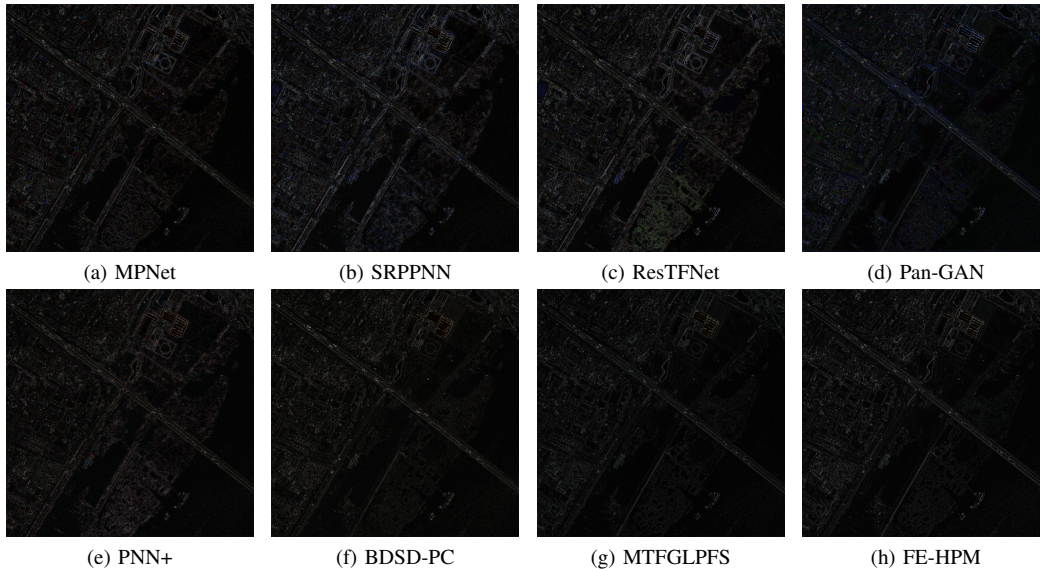 (a) MPNet
(b) SRPPNN
(c) ResTFNet
(d) Pan-GAN
(e) PNN+
(f) BDSD-PC
(g) MTFGLPFS
(h) FE-HPM